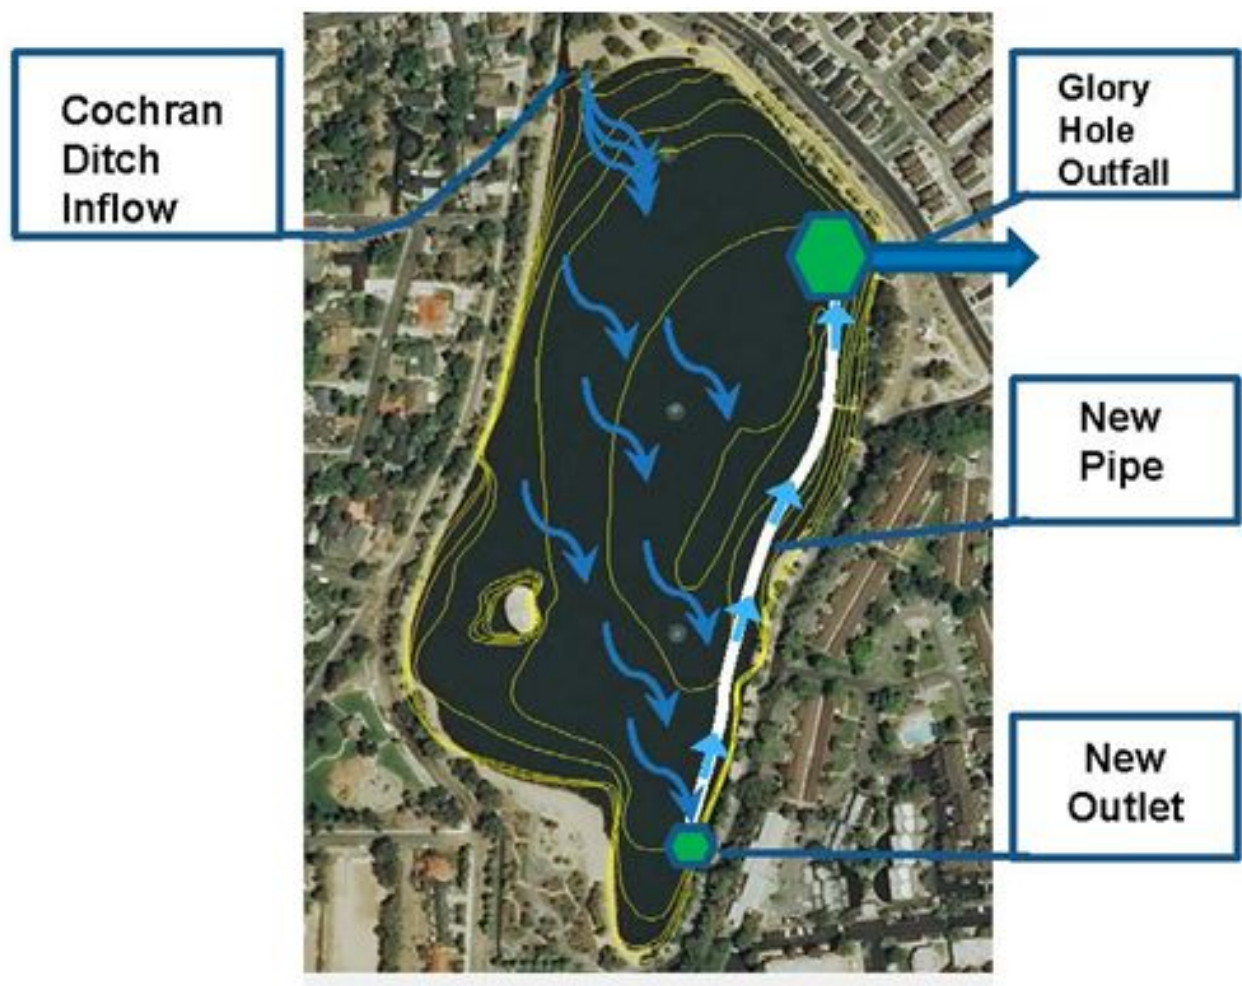 Cochran
Ditch
Inflow
Glory
Hole
Outfall
New
Pipe
New
Outlet